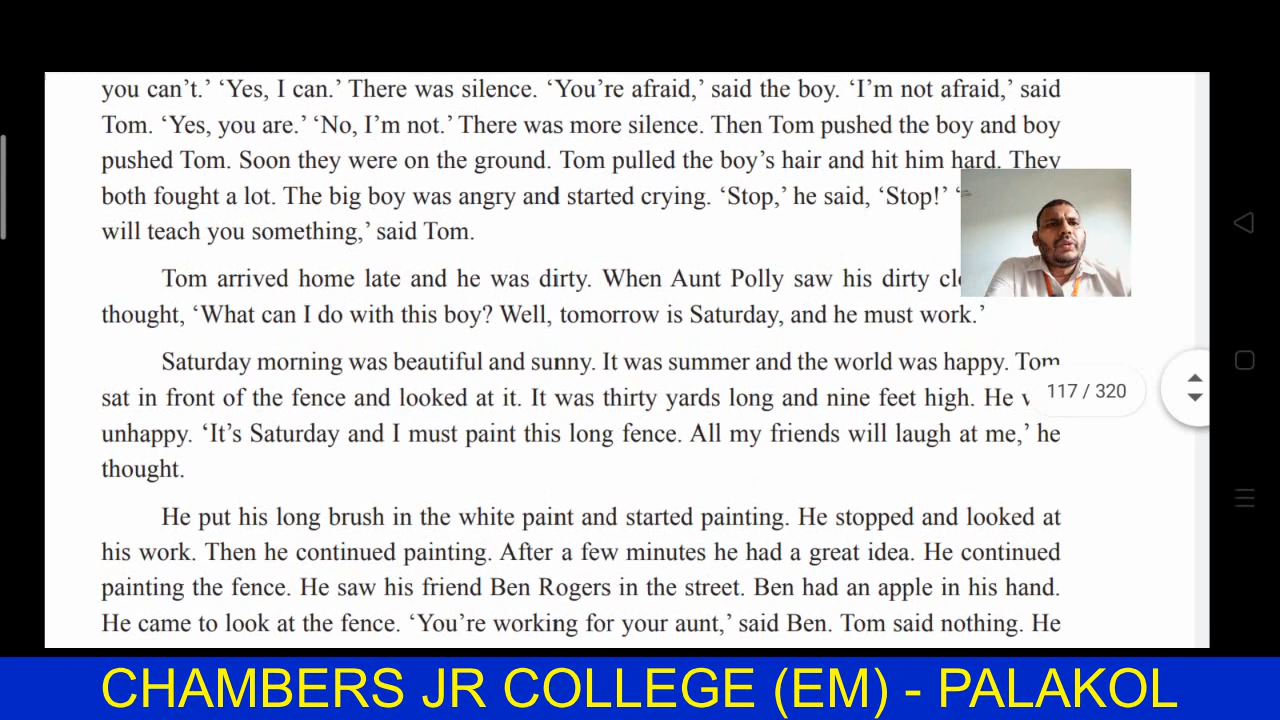 you can’t.’ ‘Yes, I can.’ There was silence. ‘You’re afraid,’ said the boy. ‘I’m not afraid,’ said
Tom. ‘Yes, you are.’ ‘No, I’m not.’ There was more silence. Then Tom pushed the boy and boy
pushed Tom. Soon they were on the ground. Tom pulled the boy’s hair and hit him hard. They
both fought a lot. The big boy was angry and started crying. ‘Stop,’ he said, ‘Stop!’
will teach you something,’ said Tom.
Tom arrived home late and he was dirty. When Aunt Polly saw his dirty
thought, ‘What can I do with this boy? Well, tomorrow is Saturday, and he must work.’
Saturday morning was beautiful and sunny. It was summer and the world was happy. Tom
sat in front of the fence and looked at it. It was thirty yards long and nine feet high. He
117 / 320
unhappy. ‘It’s Saturday and I must paint this long fence. All my friends will laugh at me,’ he
thought.
He put his long brush in the white paint and started painting. He stopped and looked at
his work. Then he continued painting. After a few minutes he had a great idea. He continued
painting the fence. He saw his friend Ben Rogers in the street. Ben had an apple in his hand.
He came to look at the fence. ‘You’re working for your aunt,’ said Ben. Tom said nothing. He
CHAMBERS JR COLLEGE (EM) - PALAKOL